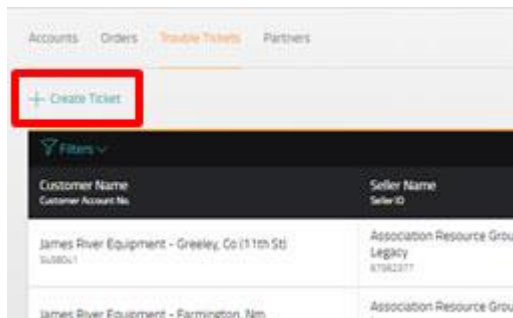 Accounts Orders Trouble Tickets Partners
+ Create Ticket
Filters
Customer Name Seller Name
Customer Account No. Seller ID
James River Equipment - Greeley, Co (11th St) Association Resource Grou
Legacy
James River Equipment - Farmington, Nm Association Resource Grou